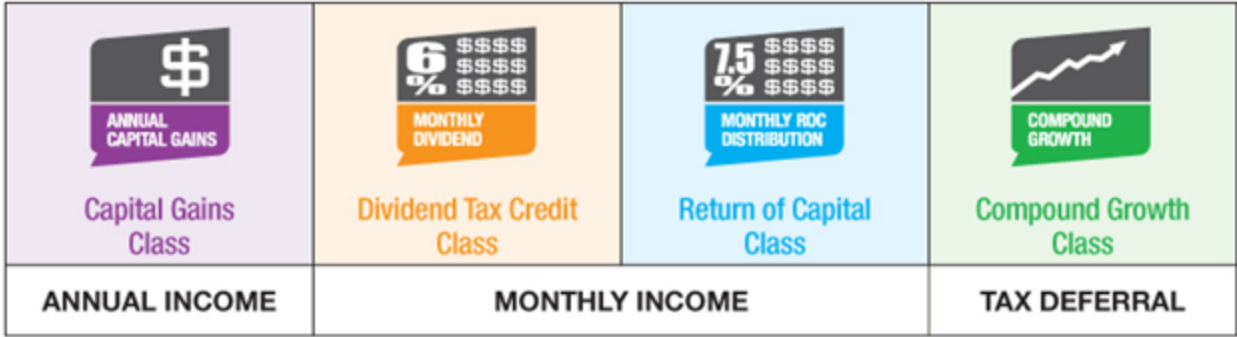 $
ANNUAL
CAPITAL GAINS
Capital Gains
Class
6
%
$$$$
$$$$
$$$$
MONTHLY
DIVIDEND
Dividend Tax Credit
Class
7.5
%
$$$$
$$$$
$$$$
MONTHLY ROC
DISTRIBUTION
Return of Capital
Class
COMPOUND
GROWTH
Compound Growth
Class
ANNUAL INCOME
MONTHLY INCOME
TAX DEFERRAL